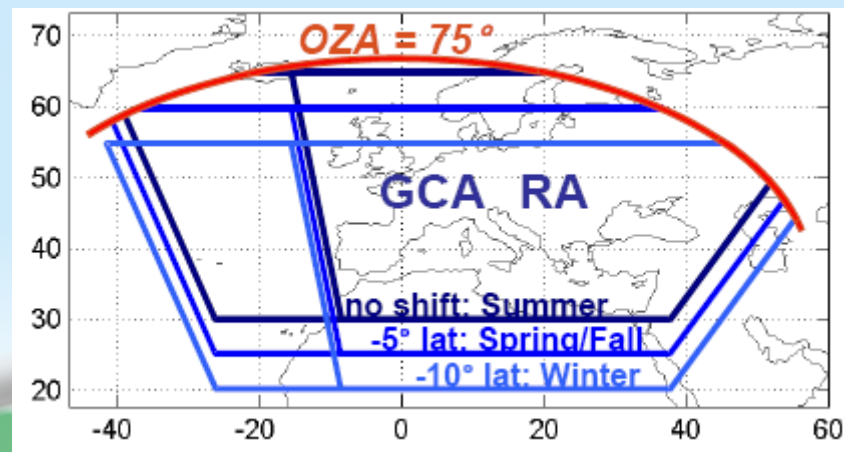 OZA = 75°
70
60
50
40
30
20
GCA RA
no shift: Summer
-5° lat: Spring/Fall
-10° lat: Winter
-40 -20 0 20 40 60